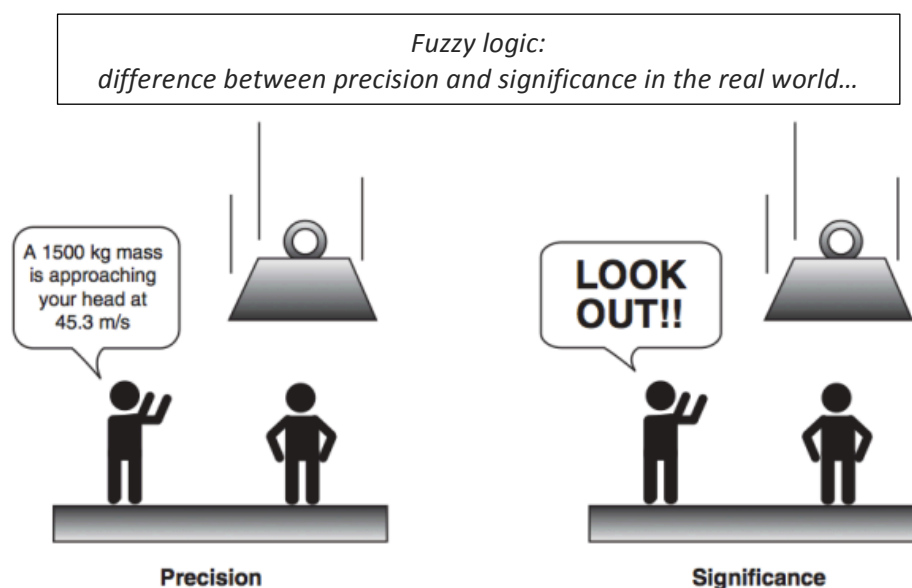 Fuzzy logic:
difference between precision and significance in the real world…
A 1500 kg mass
is approaching
your head at
45.3 m/s
LOOK
OUT!!
Precision
Significance